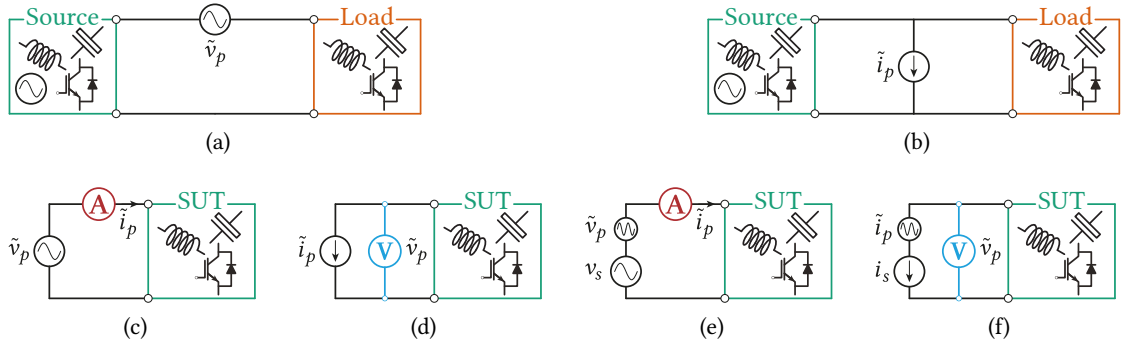 Source
Load
ṽₚ
(a)
Source
Load
ĩₚ
(b)
SUT
A
ĩₚ
ṽₚ
(c)
SUT
ĩₚ
V
ṽₚ
(d)
SUT
A
ĩₚ
ṽₚ
vₛ
(e)
SUT
ĩₚ
iₛ
V
ṽₚ
(f)